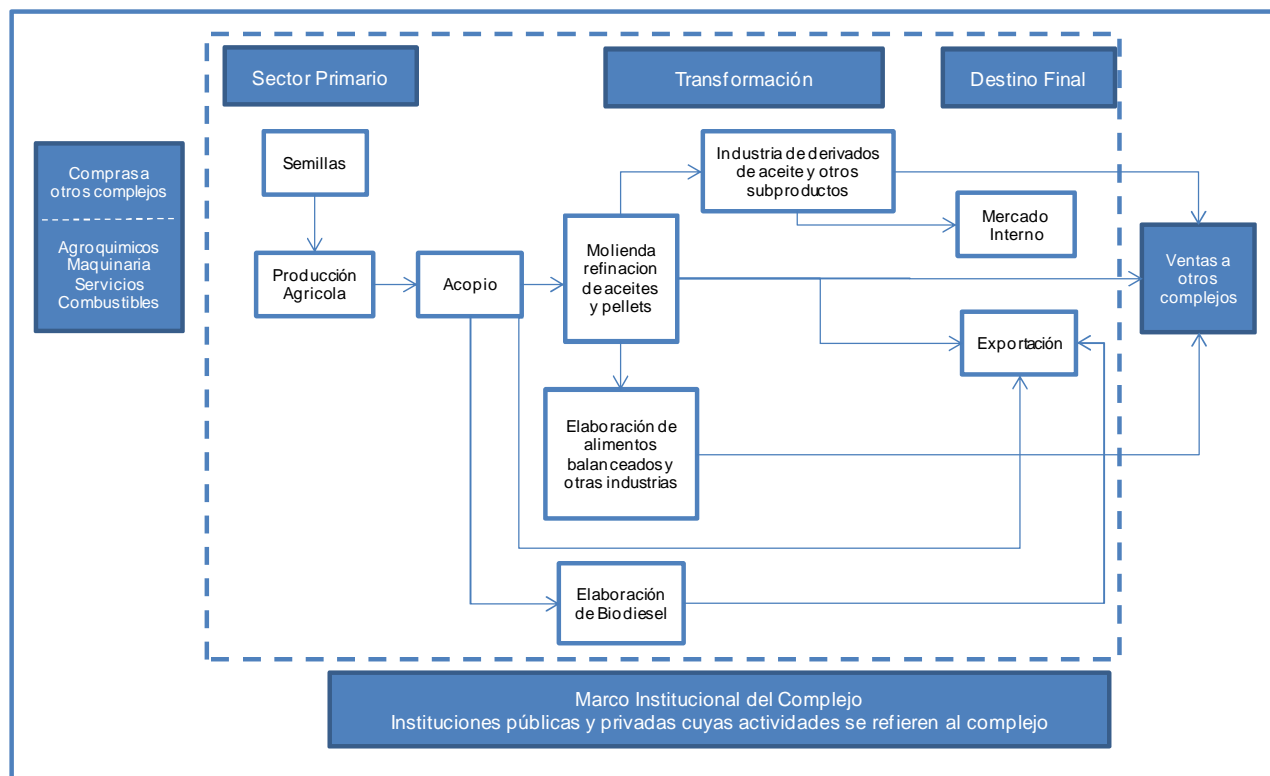 Sector Primario
Transformación
Destino Final
Compras a
otros complejos
Agroquimicos
Maquinaria
Servicios
Combustibles
Semillas
Producción
Agricola
Acopio
Molienda
refinacion
de aceites
y pellets
Industria de derivados
de aceite y otros
subproductos
Mercado
Interno
Exportación
Ventas a
otros
complejos
Elaboración de
alimentos
balanceados y
otras industrias
Elaboración
de Biodiesel
Marco Institucional del Complejo
Instituciones públicas y privadas cuyas actividades se refieren al complejo